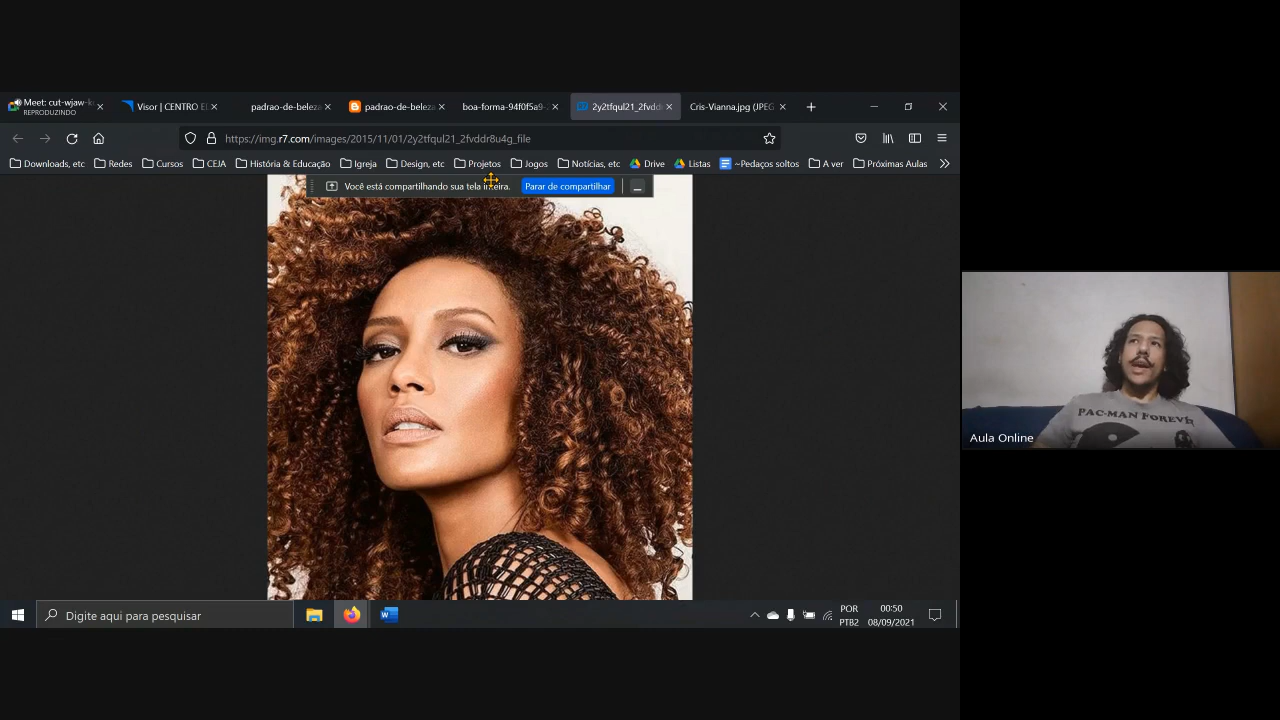 Meet: cut-wjaw-k
REPRODUZINDO
Visor | CENTRO E
padrao-de-beleza
padrao-de-beleza
boa-forma-94f0f5a9-
2y2tfqul21_2fvddr
Cris-Vianna.jpg (JPEG
https://img.r7.com/images/2015/11/01/2y2tfqul21_2fvddr8u4g_file
Downloads, etc
Redes
Cursos
CEJA
História & Educação
Igreja
Design, etc
Projetos
Jogos
Notícias, etc
Drive
Listas
~Pedaços soltos
A ver
Próximas Aulas
Você está compartilhando sua tela inteira.
Parar de compartilhar
PAC-MAN FOREVER
Aula Online
Digite aqui para pesquisar
POR
PTB2
00:50
08/09/2021